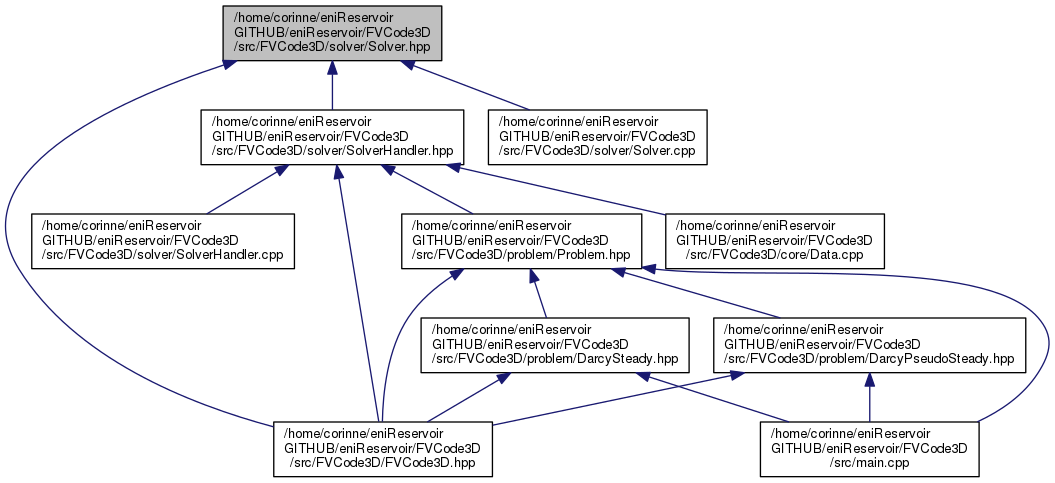 /home/corinne/eniReservoir
GITHUB/eniReservoir/FVCode3D
/src/FVCode3D/solver/Solver.hpp
/home/corinne/eniReservoir
GITHUB/eniReservoir/FVCode3D
/src/FVCode3D/solver/SolverHandler.hpp
/home/corinne/eniReservoir
GITHUB/eniReservoir/FVCode3D
/src/FVCode3D/solver/Solver.cpp
/home/corinne/eniReservoir
GITHUB/eniReservoir/FVCode3D
/src/FVCode3D/solver/SolverHandler.cpp
/home/corinne/eniReservoir
GITHUB/eniReservoir/FVCode3D
/src/FVCode3D/problem/Problem.hpp
/home/corinne/eniReservoir
GITHUB/eniReservoir/FVCode3D
/src/FVCode3D/core/Data.cpp
/home/corinne/eniReservoir
GITHUB/eniReservoir/FVCode3D
/src/FVCode3D/problem/DarcySteady.hpp
/home/corinne/eniReservoir
GITHUB/eniReservoir/FVCode3D
/src/FVCode3D/problem/DarcyPseudoSteady.hpp
/home/corinne/eniReservoir
GITHUB/eniReservoir/FVCode3D
/src/FVCode3D/FVCode3D.hpp
/home/corinne/eniReservoir
GITHUB/eniReservoir/FVCode3D
/src/main.cpp